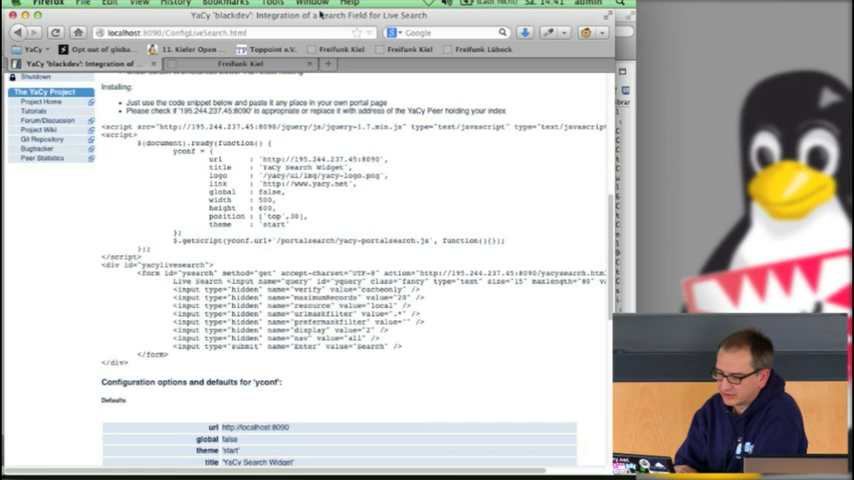 Firefox File Edit View History Bookmarks Tools Window Help Sa. 14:41 admin
YaCy 'blackdev': Integration of a Search Field for Live Search
localhost:8090/ConfigLiveSearch.html
Google
YaCy Opt out of globa... 11. Kieler Open ... TP Toppoint e.V. Freifunk Kiel Freifunk Kiel Freifunk Lübeck
YaCy 'blackdev': Integration of ... Freifunk Kiel
Shutdown
The YaCy Project
Project Home
Tutorials
Forum/Discussion
Project Wiki
Git Repository
Bugtracker
Peer Statistics
Installing:
Just use the code snippet below and paste it any place in your own portal page
Please check if '195.244.237.45:8090' is appropriate or replace it with address of the YaCy Peer holding your index
<script src="http://195.244.237.45:8090/jquery/js/jquery-1.7.min.js" type="text/javascript" type="text/javas
<script>
$(document).ready(function() {
yconf = {
url : 'http://195.244.237.45:8090',
title : 'YaCy Search Widget',
logo : '/yacy/ui/img/yacy-logo.png',
link : 'http://www.yacy.net',
global : false,
width : 500,
height : 600,
position : ['top',30],
theme : 'start'
};
$.getScript(yconf.url+'/portalsearch/yacy-portalsearch.js', function(){});
});
</script>
<div id="yacylivesearch">
<form id="ysearch" method="get" accept-charset="UTF-8" action="http://195.244.237.45:8090/yacysearch.htm
Live Search <input name="query" id="yquery" class="fancy" type="text" size="15" maxlength="80" v
<input type="hidden" name="verify" value="cacheonly" />
<input type="hidden" name="maximumRecords" value="20" />
<input type="hidden" name="resource" value="local" />
<input type="hidden" name="urlmaskfilter" value=".*" />
<input type="hidden" name="prefermaskfilter" value="" />
<input type="hidden" name="display" value="2" />
<input type="hidden" name="nav" value="all" />
<input type="submit" name="Enter" value="Search" />
</form>
</div>
Configuration options and defaults for 'yconf':
Defaults
url http://localhost:8090
global false
theme 'start'
title 'YaCy Search Widget'